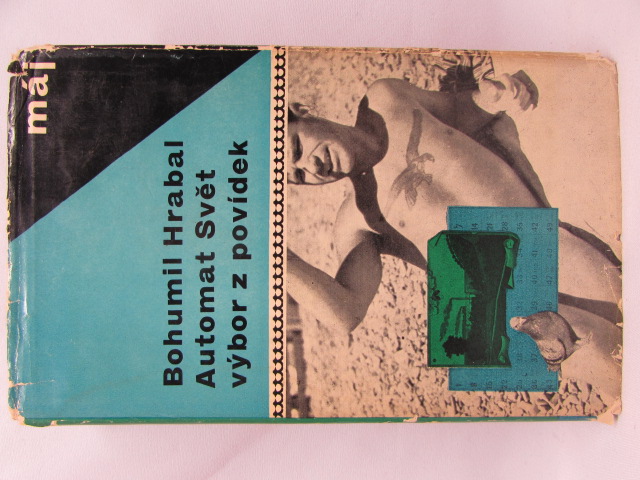 máj
Bohumil Hrabal
Automat Svět
výbor z povídek